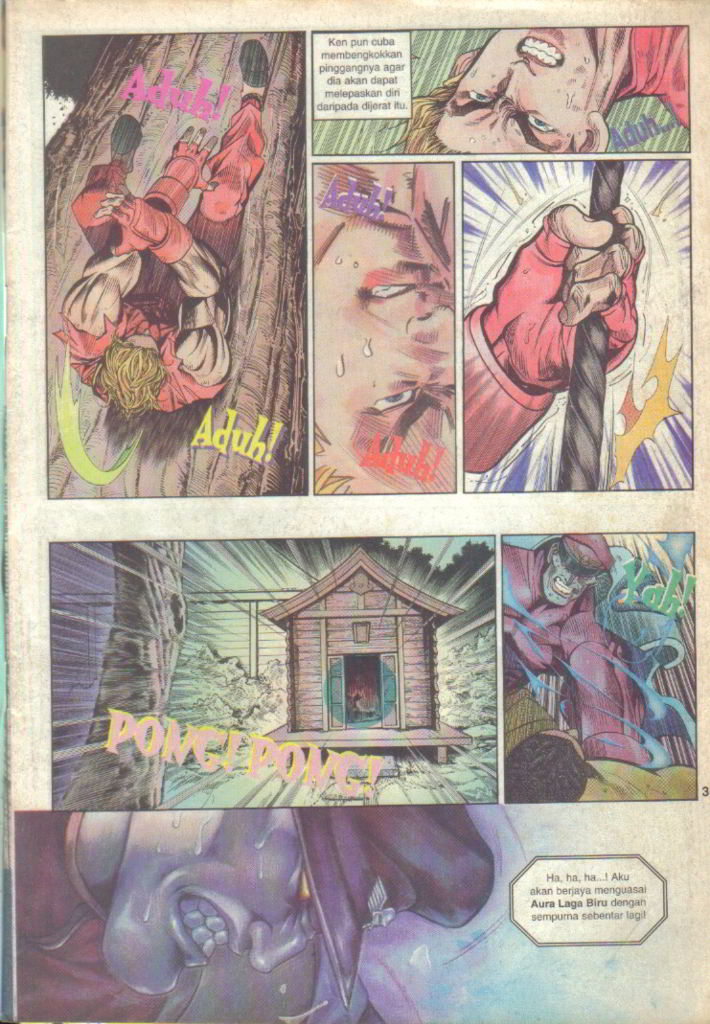 Aduh!
Aduh!
Ken pun cuba
membengkokkan
pinggangnya agar
dia akan dapat
melepaskan diri
daripada dijerat itu.
Aduh...!
Aduh!
Aduh!
PONG! PONG!
Yah!
3
Ha, ha, ha...! Aku
akan berjaya menguasai
Aura Laga Biru dengan
sempurna sebentar lagi!